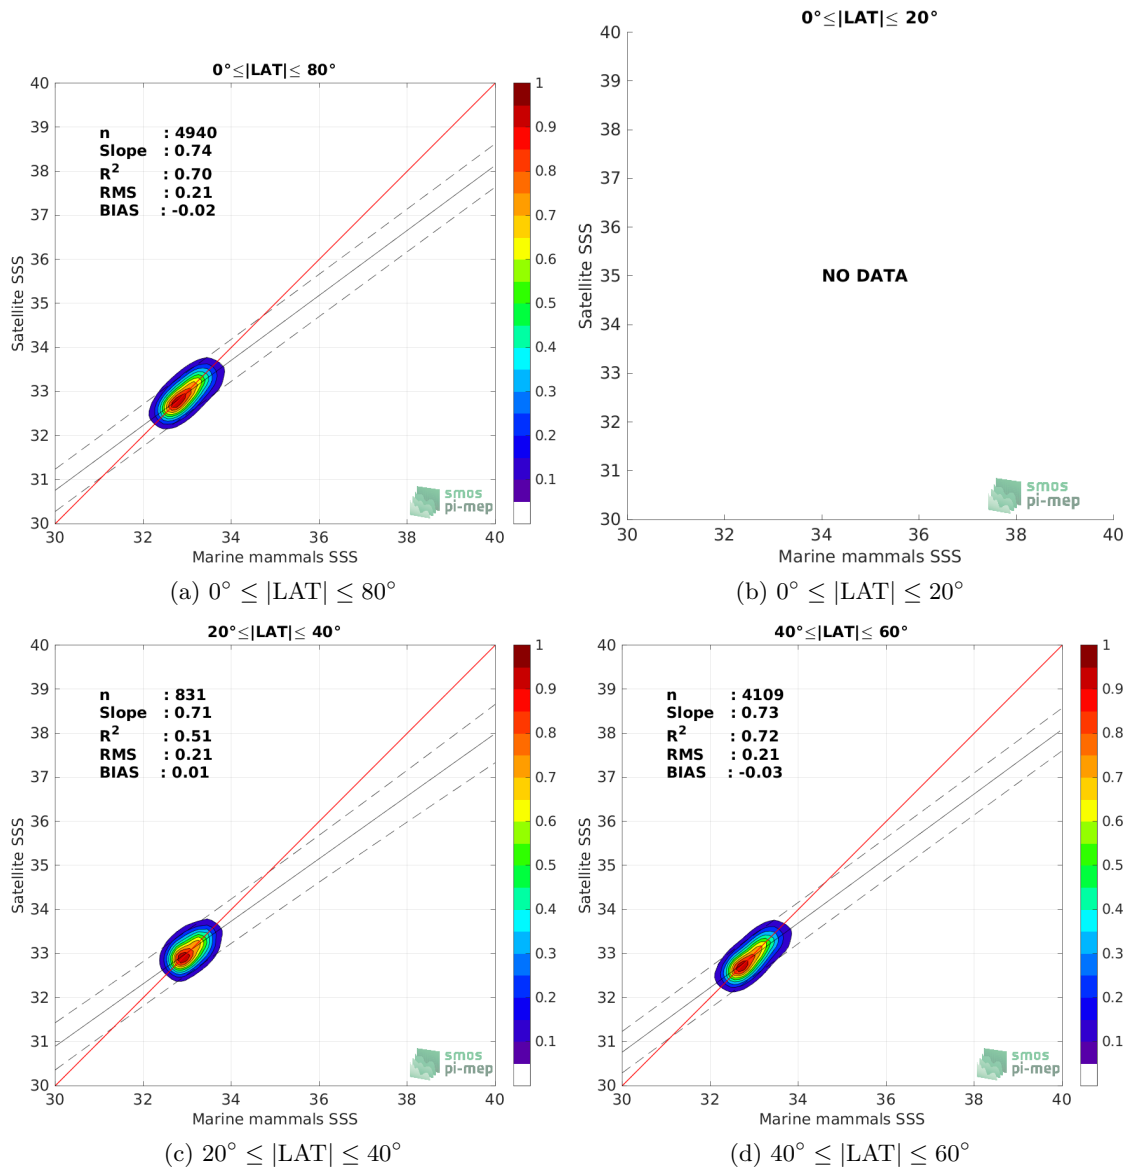 0°≤|LAT|≤ 80°
40
39
38
37
36
35
34
33
32
31
30
Satellite SSS
n : 4940
Slope : 0.74
R² : 0.70
RMS : 0.21
BIAS : -0.02
smos
pi-mep
30 32 34 36 38 40
Marine mammals SSS
1
0.9
0.8
0.7
0.6
0.5
0.4
0.3
0.2
0.1
(a) 0° ≤ |LAT| ≤ 80°
0°≤|LAT|≤ 20°
40
39
38
37
36
35
34
33
32
31
30
Satellite SSS
NO DATA
smos
pi-mep
30 32 34 36 38 40
Marine mammals SSS
(b) 0° ≤ |LAT| ≤ 20°
20°≤|LAT|≤ 40°
40
39
38
37
36
35
34
33
32
31
30
Satellite SSS
n : 831
Slope : 0.71
R² : 0.51
RMS : 0.21
BIAS : 0.01
smos
pi-mep
30 32 34 36 38 40
Marine mammals SSS
1
0.9
0.8
0.7
0.6
0.5
0.4
0.3
0.2
0.1
(c) 20° ≤ |LAT| ≤ 40°
40°≤|LAT|≤ 60°
40
39
38
37
36
35
34
33
32
31
30
Satellite SSS
n : 4109
Slope : 0.73
R² : 0.72
RMS : 0.21
BIAS : -0.03
smos
pi-mep
30 32 34 36 38 40
Marine mammals SSS
1
0.9
0.8
0.7
0.6
0.5
0.4
0.3
0.2
0.1
(d) 40° ≤ |LAT| ≤ 60°